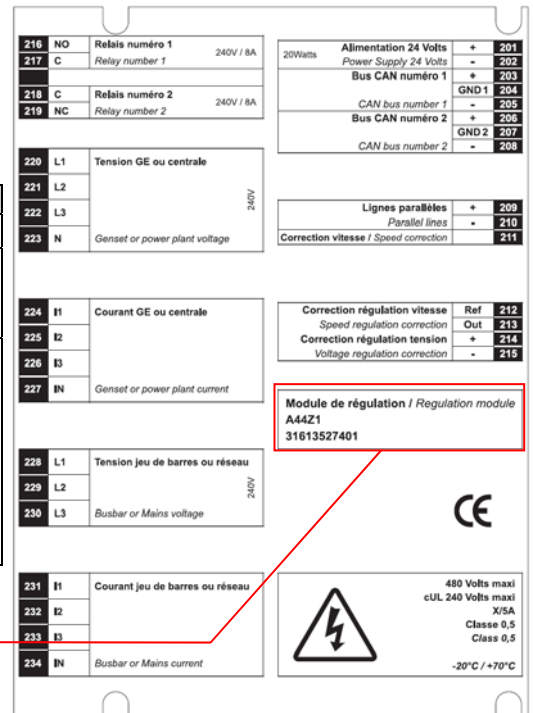 216 NO Relais numéro 1 240V / 8A
217 C Relay number 1
218 C Relais numéro 2 240V / 8A
219 NC Relay number 2
220 L1 Tension GE ou centrale
221 L2
222 L3 240V
223 N Genset or power plant voltage
224 I1 Courant GE ou centrale
225 I2
226 I3
227 IN Genset or power plant current
228 L1 Tension jeu de barres ou réseau
229 L2 240V
230 L3 Busbar or Mains voltage
231 I1 Courant jeu de barres ou réseau
232 I2
233 I3
234 IN Busbar or Mains current
20Watts Alimentation 24 Volts + 201
Power Supply 24 Volts - 202
Bus CAN numéro 1 + 203
GND1 204
CAN bus number 1 - 205
Bus CAN numéro 2 + 206
GND2 207
CAN bus number 2 - 208
Lignes parallèles + 209
Parallel lines - 210
Correction vitesse / Speed correction 211
Correction régulation vitesse Ref 212
Speed regulation correction Out 213
Correction régulation tension + 214
Voltage regulation correction - 215
Module de régulation / Regulation module
A44Z1
31613527401
CE
480 Volts maxi
cUL 240 Volts maxi
X/5A
Classe 0,5
Class 0,5
-20°C / +70°C